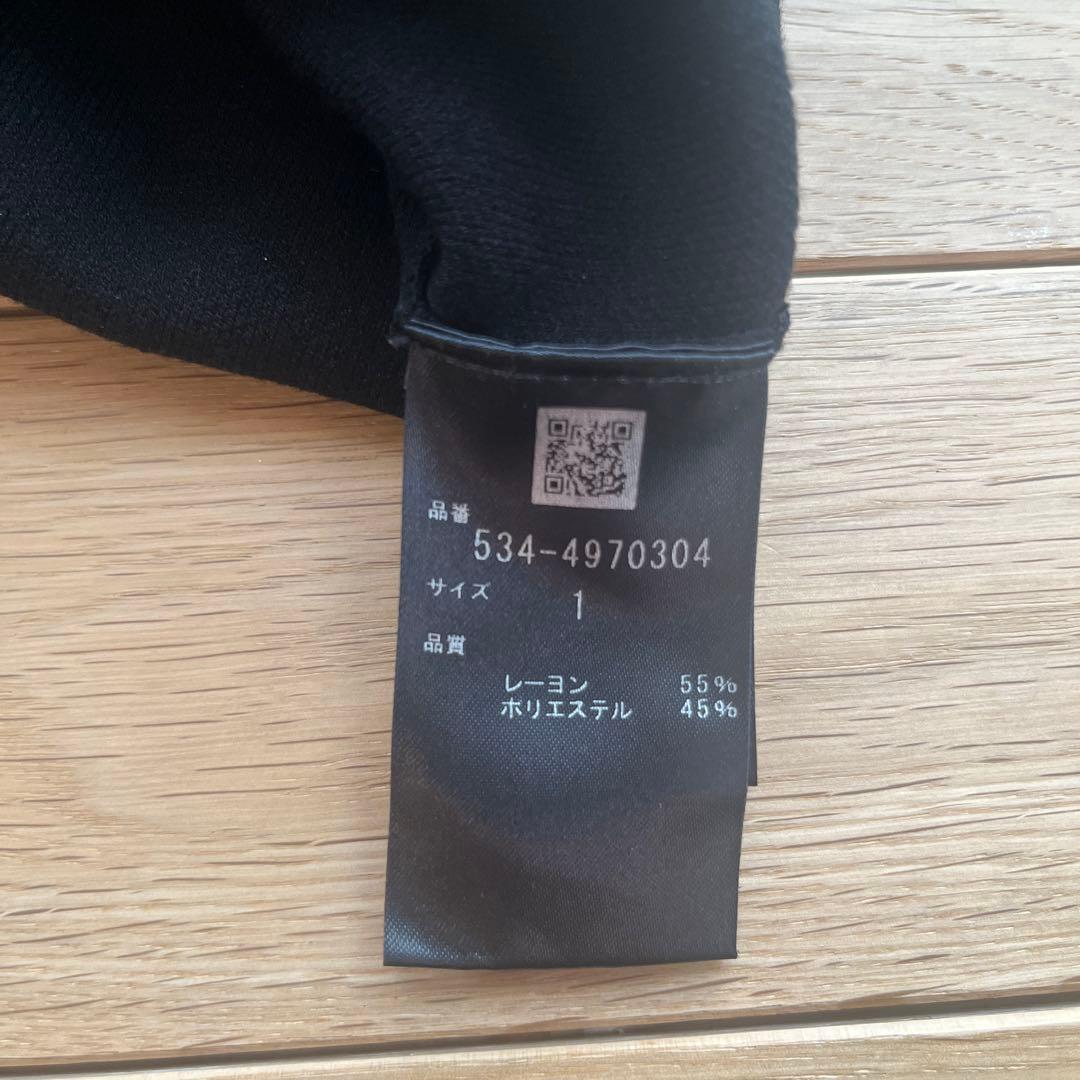 品番
534-4970304
サイズ 1
品質
レーヨン 55%
ポリエステル 45%